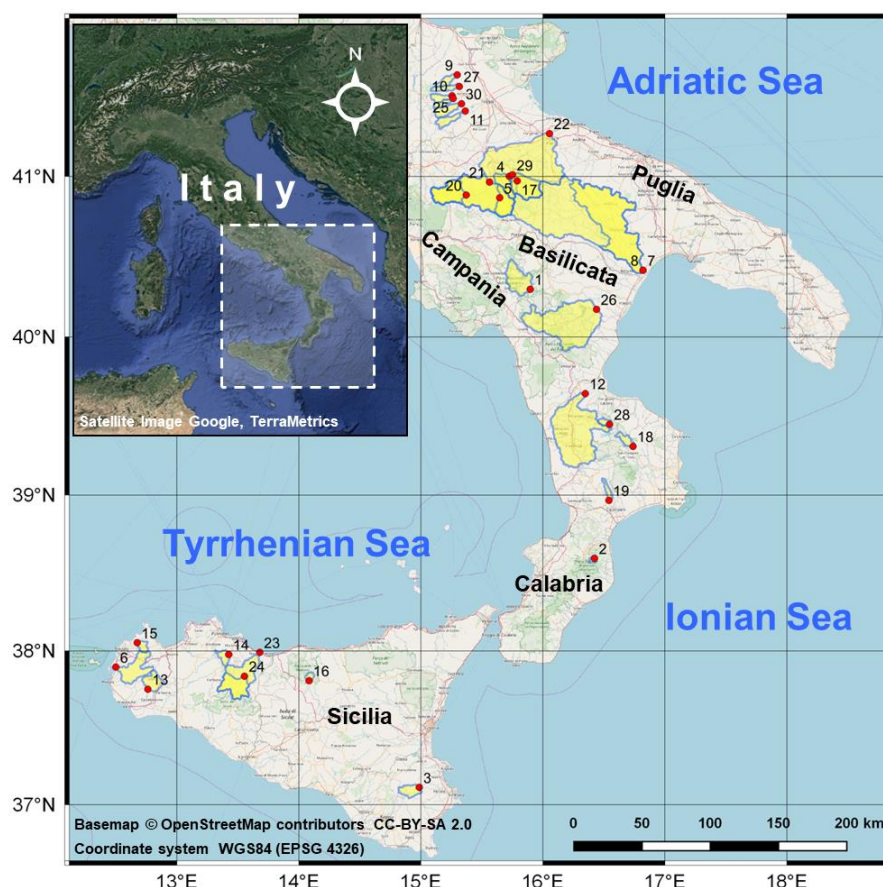 N
Italy
Satellite Image Google, TerraMetrics
Adriatic Sea
Tyrrhenian Sea
Ionian Sea
Puglia
Basilicata
Campania
Calabria
Sicilia
9
27
10
30
25
11
22
21
4
29
20
5
17
8
7
1
26
12
28
18
19
2
15
14
23
6
24
16
13
3
41°N
40°N
39°N
38°N
37°N
Basemap © OpenStreetMap contributors CC-BY-SA 2.0
Coordinate system WGS84 (EPSG 4326)
0 50 100 150 200 km
13°E 14°E 15°E 16°E 17°E 18°E